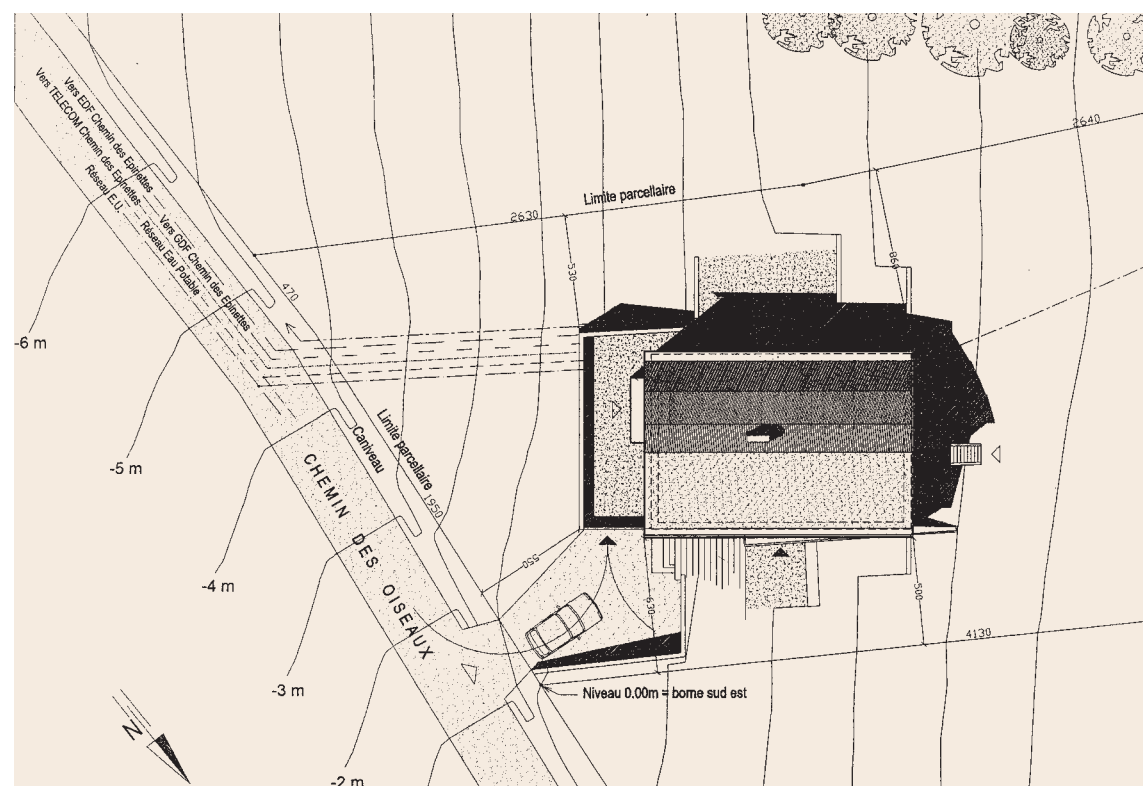 Vers EDF Chemin des Epinettes
Vers TELECOM Chemin des Epinettes
Réseau E.U.
Vers GDF Chemin des Epinettes
Réseau Eau Potable
2640
Limite parcellaire
2630
860
530
470
-6 m
Limite parcellaire
Caniveau
-5 m
CHEMIN DES OISEAUX
1950
550
-4 m
630
500
4130
-3 m
Niveau 0.00m = borne sud est
N
-2 m